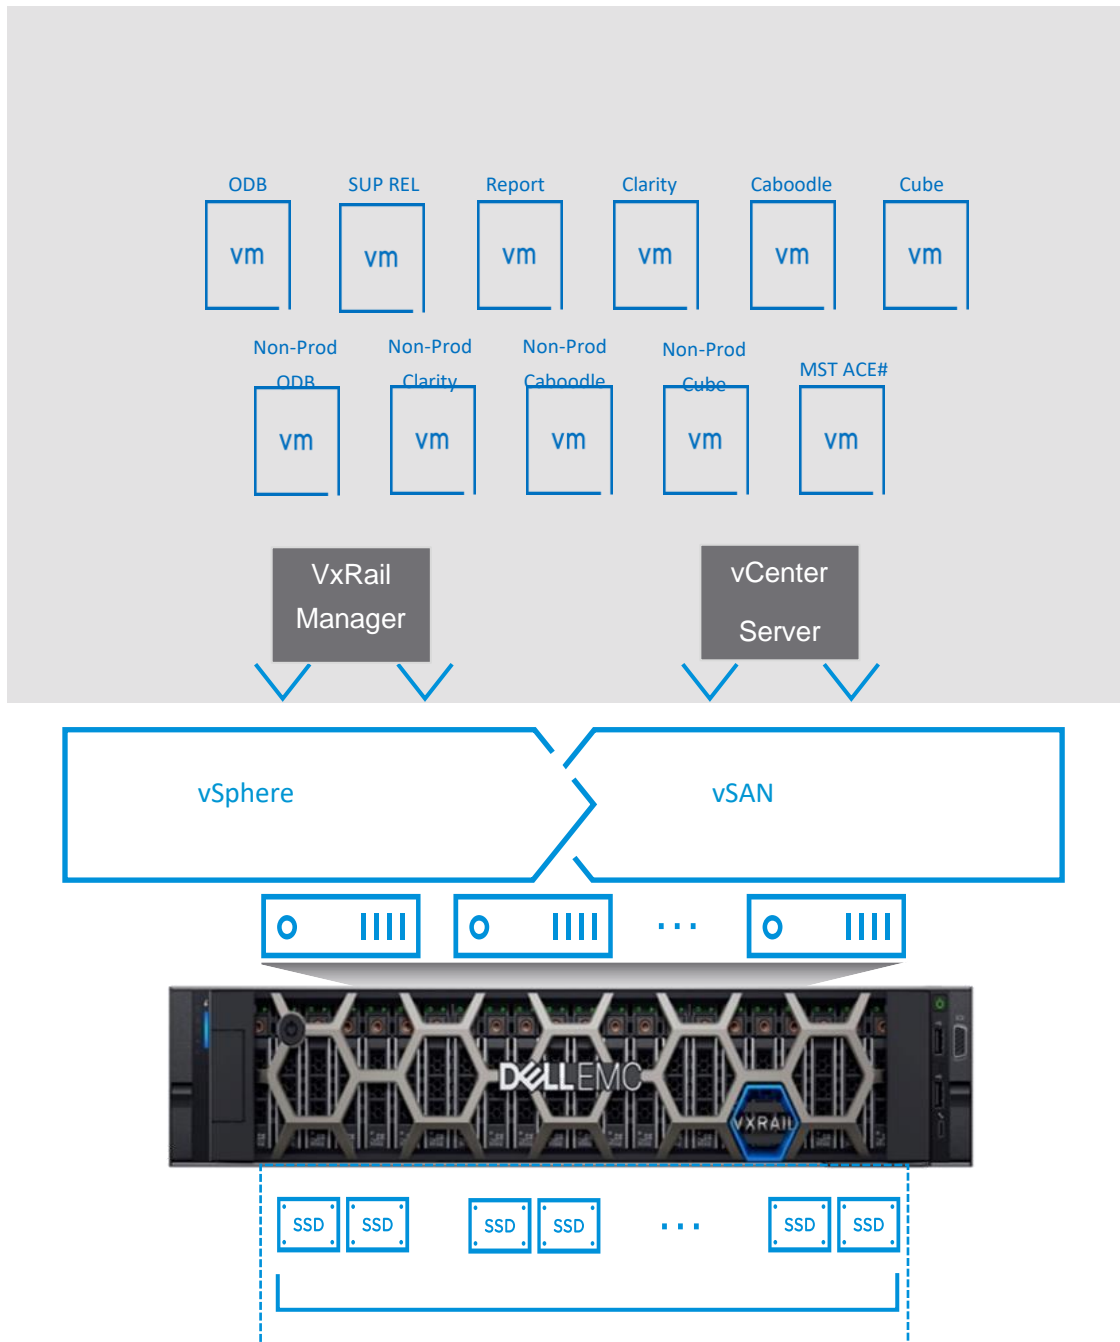 ODB SUP REL Report Clarity Caboodle Cube
vm vm vm vm vm vm
Non-Prod Non-Prod Non-Prod Non-Prod
ODB Clarity Caboodle Cube MST ACE#
vm vm vm vm vm
VxRail vCenter
Manager Server
vSphere vSAN
...
DELLEMC
VXRAIL
SSD SSD SSD SSD ... SSD SSD